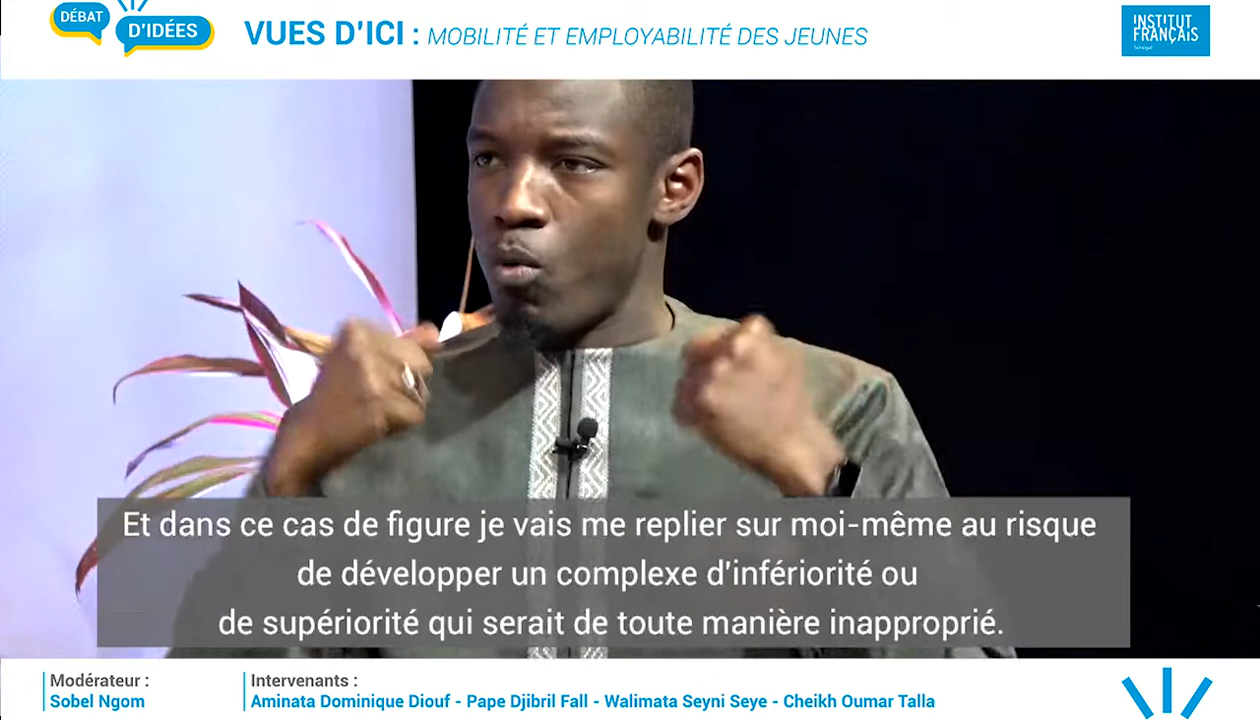 DÉBAT
D'IDÉES
VUES D'ICI : MOBILITÉ ET EMPLOYABILITÉ DES JEUNES
INSTITUT
FRANÇAIS
Sénégal
Et dans ce cas de figure je vais me replier sur moi-même au risque
de développer un complexe d'infériorité ou
de supériorité qui serait de toute manière inapproprié.
Modérateur :
Sobel Ngom
Intervenants :
Aminata Dominique Diouf - Pape Djibril Fall - Walimata Seyni Seye - Cheikh Oumar Talla